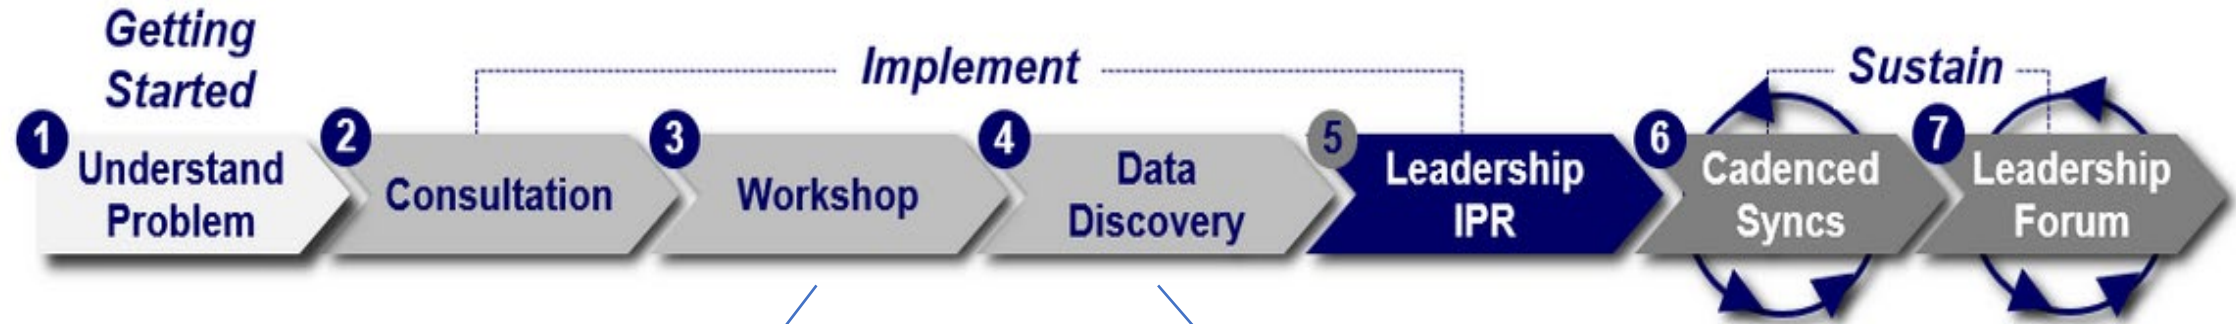 Getting
Started
Implement
Sustain
1
Understand
Problem
2
Consultation
3
Workshop
4
Data
Discovery
5
Leadership
IPR
6
Cadenced
Syncs
7
Leadership
Forum